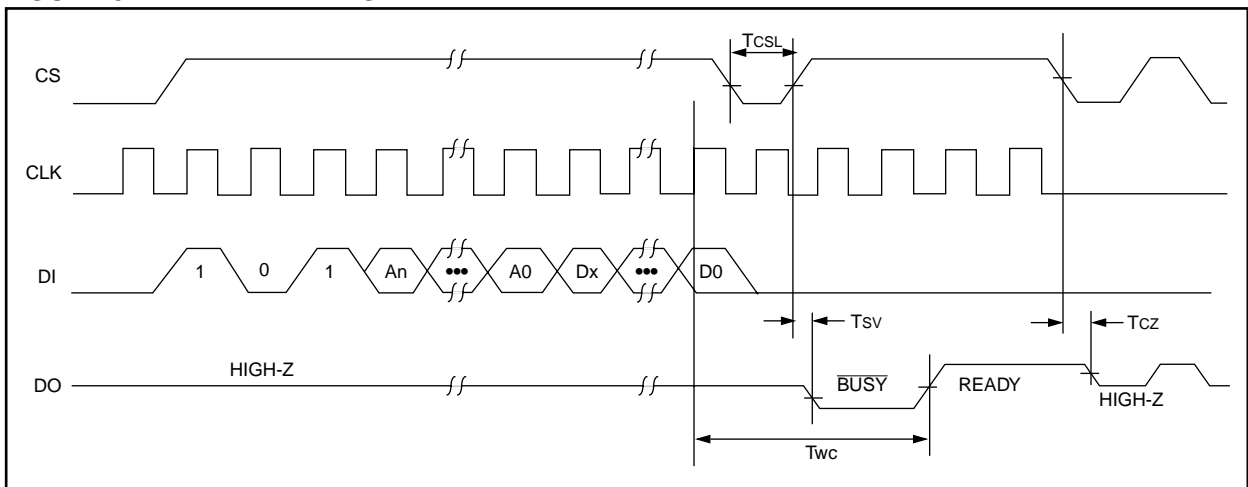 TCSL
CS
CLK
DI
1
0
1
An
•••
A0
Dx
•••
D0
TSV
TCZ
HIGH-Z
DO
BUSY
READY
HIGH-Z
TWC